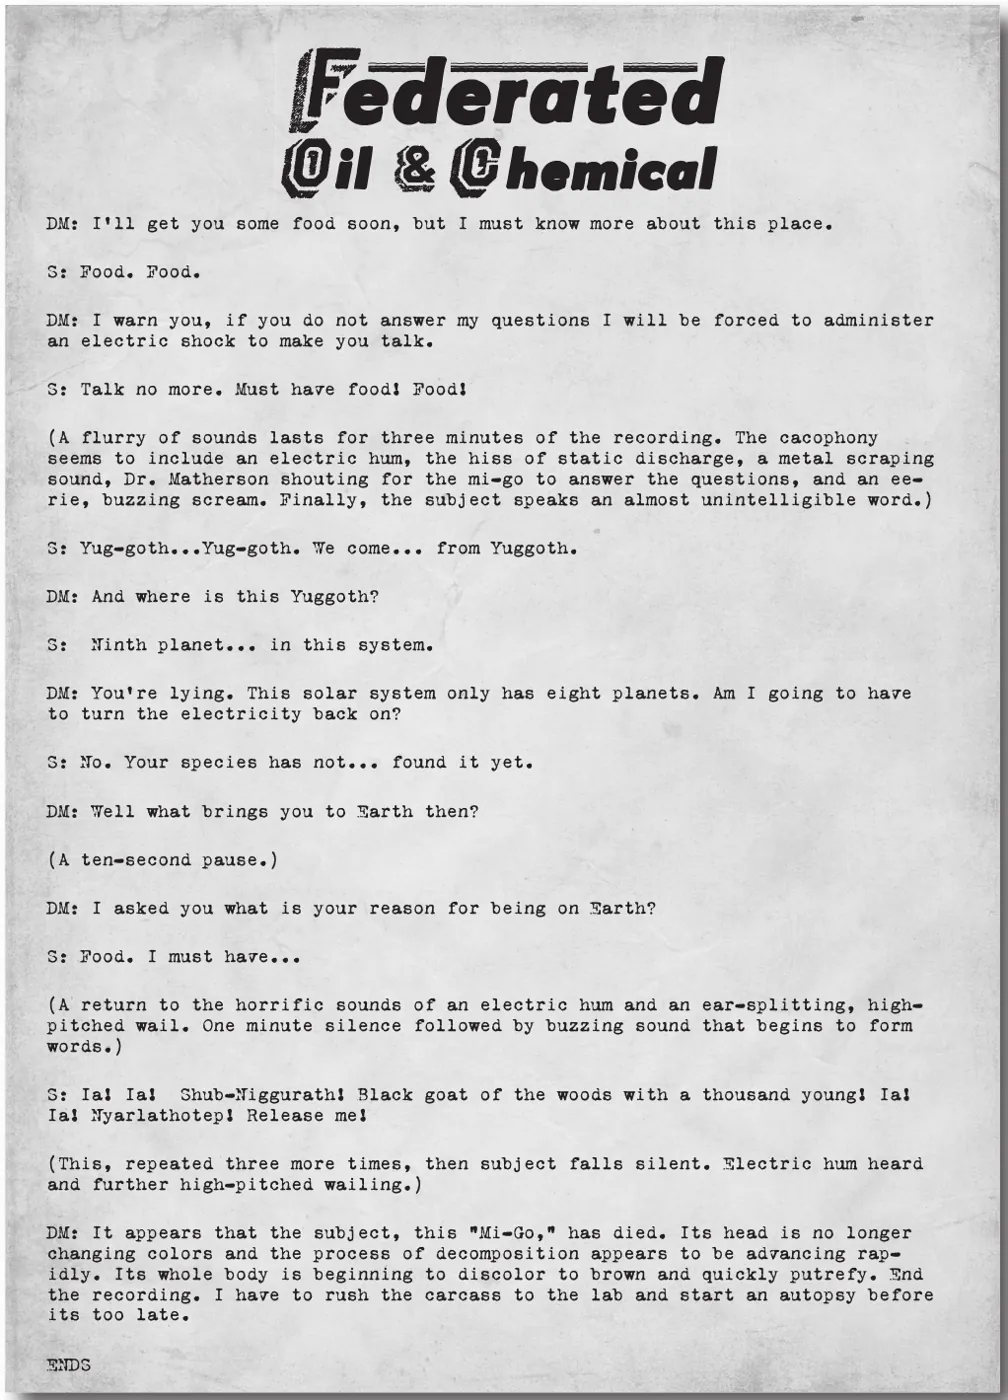 Federated
Oil & Chemical
DM: I'll get you some food soon, but I must know more about this place.
S: Food. Food.
DM: I warn you, if you do not answer my questions I will be forced to administer
an electric shock to make you talk.
S: Talk no more. Must have food! Food!
(A flurry of sounds lasts for three minutes of the recording. The cacophony
seems to include an electric hum, the hiss of static discharge, a metal scraping
sound, Dr. Matherson shouting for the mi-go to answer the questions, and an ee-
rie, buzzing scream. Finally, the subject speaks an almost unintelligible word.)
S: Yug-goth...Yug-goth. We come... from Yuggoth.
DM: And where is this Yuggoth?
S:  Ninth planet... in this system.
DM: You're lying. This solar system only has eight planets. Am I going to have
to turn the electricity back on?
S: No. Your species has not... found it yet.
DM: Well what brings you to Earth then?
(A ten-second pause.)
DM: I asked you what is your reason for being on Earth?
S: Food. I must have...
(A return to the horrific sounds of an electric hum and an ear-splitting, high-
pitched wail. One minute silence followed by buzzing sound that begins to form
words.)
S: Ia! Ia!  Shub-Niggurath! Black goat of the woods with a thousand young! Ia!
Ia! Nyarlathotep! Release me!
(This, repeated three more times, then subject falls silent. Electric hum heard
and further high-pitched wailing.)
DM: It appears that the subject, this "Mi-Go," has died. Its head is no longer
changing colors and the process of decomposition appears to be advancing rap-
idly. Its whole body is beginning to discolor to brown and quickly putrefy. End
the recording. I have to rush the carcass to the lab and start an autopsy before
its too late.
ENDS